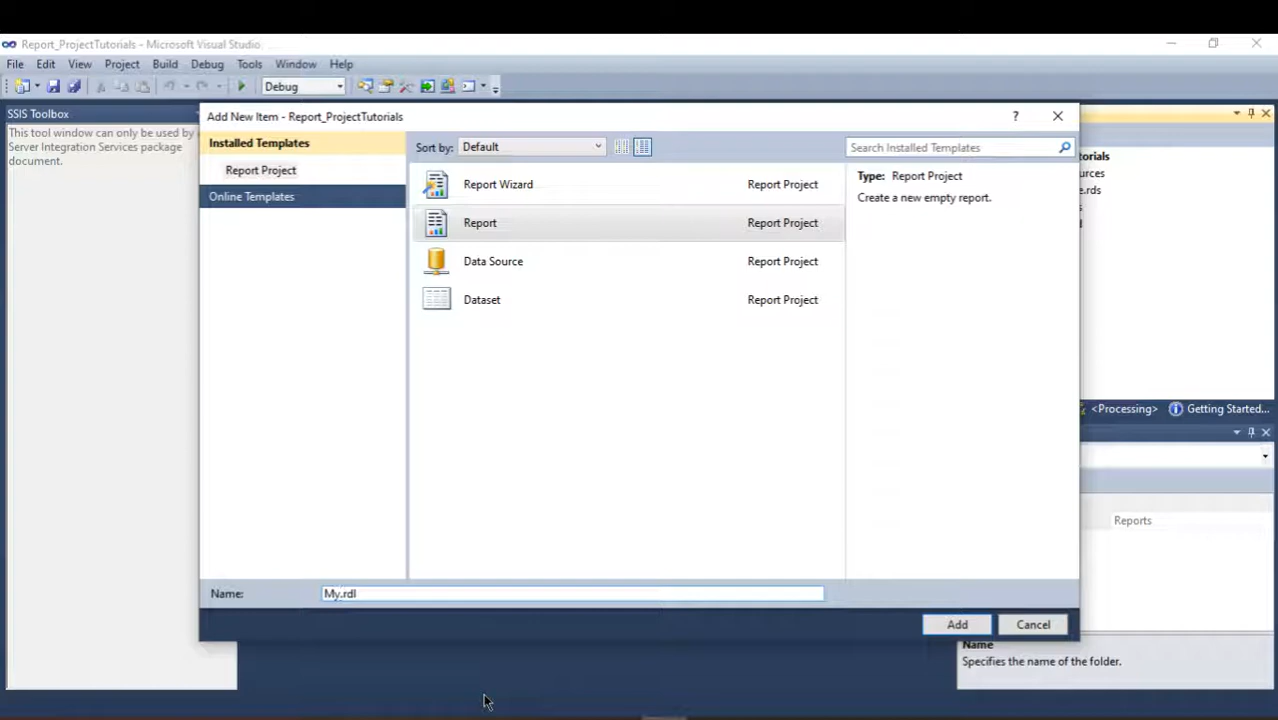 Report_ProjectTutorials - Microsoft Visual Studio
File Edit View Project Build Debug Tools Window Help
Debug
SSIS Toolbox
This tool window can only be used by
Server Integration Services package
document.
Add New Item - Report_ProjectTutorials
?
Installed Templates
Report Project
Online Templates
Sort by: Default
Search Installed Templates
Report Wizard Report Project
Report Report Project
Data Source Report Project
Dataset Report Project
Type: Report Project
Create a new empty report.
Name: My.rdl
Add Cancel
torials
urces
e.rds
s
<Processing> Getting Started...
Reports
Name
Specifies the name of the folder.